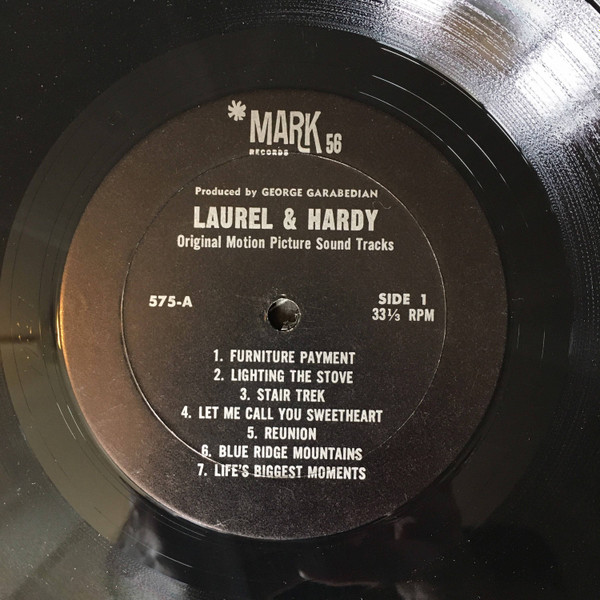 *MARK 56
RECORDS
Produced by GEORGE GARABEDIAN
LAUREL & HARDY
Original Motion Picture Sound Tracks
575-A
SIDE 1
33⅓ RPM
1. FURNITURE PAYMENT
2. LIGHTING THE STOVE
3. STAIR TREK
4. LET ME CALL YOU SWEETHEART
5. REUNION
6. BLUE RIDGE MOUNTAINS
7. LIFE'S BIGGEST MOMENTS